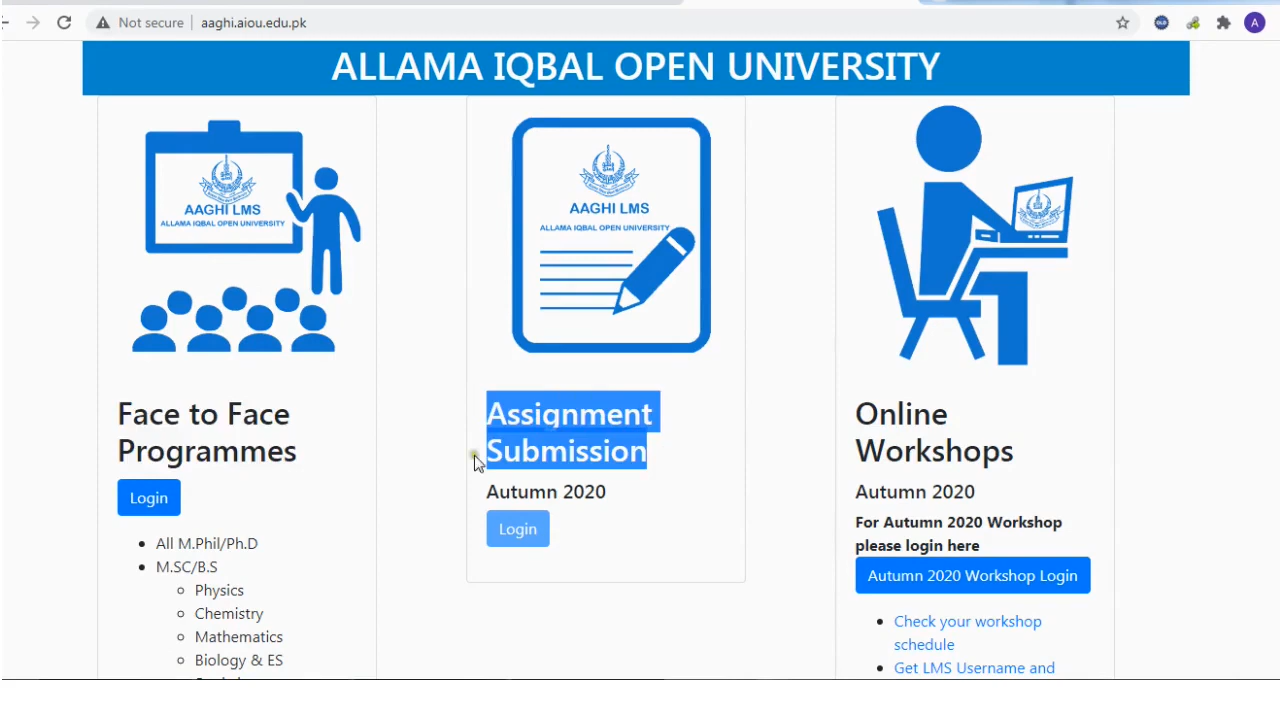 Not secure | aaghi.aiou.edu.pk
A
ALLAMA IQBAL OPEN UNIVERSITY
AAGHI LMS
ALLAMA IQBAL OPEN UNIVERSITY
Face to Face
Programmes
Login
• All M.Phil/Ph.D
• M.SC/B.S
Physics
Chemistry
Mathematics
Biology & ES
AAGHI LMS
ALLAMA IQBAL OPEN UNIVERSITY
Assignment
Submission
Autumn 2020
Login
Online
Workshops
Autumn 2020
For Autumn 2020 Workshop
please login here
Autumn 2020 Workshop Login
• Check your workshop
schedule
• Get LMS Username and